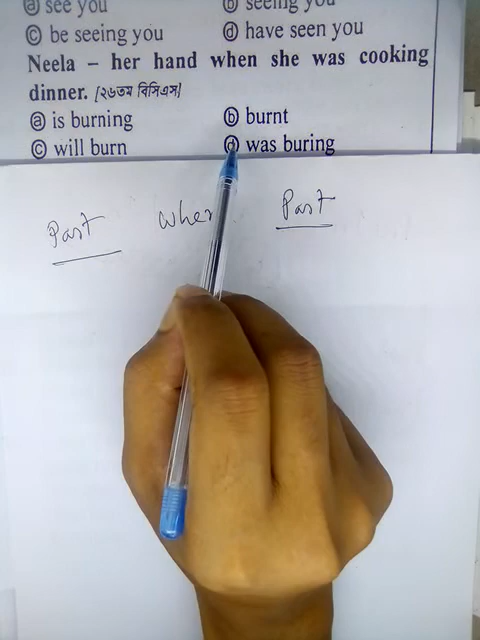 ⓐ see you ⓑ seeing you
ⓒ be seeing you ⓓ have seen you
Neela – her hand when she was cooking
dinner. [২৬তম বিসিএস]
ⓐ is burning ⓑ burnt
ⓒ will burn ⓓ was buring
Past when Past